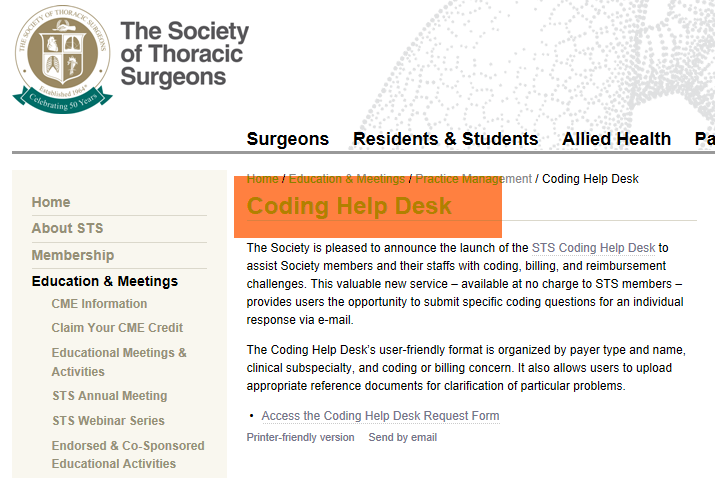 THE SOCIETY OF THORACIC SURGEONS
Established 1964
Celebrating 50 Years
The Society
of Thoracic
Surgeons
Surgeons Residents & Students Allied Health Pa
Home / Education & Meetings / Practice Management / Coding Help Desk
Coding Help Desk
Home
About STS
Membership
Education & Meetings
CME Information
Claim Your CME Credit
Educational Meetings &
Activities
STS Annual Meeting
STS Webinar Series
Endorsed & Co-Sponsored
Educational Activities
The Society is pleased to announce the launch of the STS Coding Help Desk to
assist Society members and their staffs with coding, billing, and reimbursement
challenges. This valuable new service – available at no charge to STS members –
provides users the opportunity to submit specific coding questions for an individual
response via e-mail.
The Coding Help Desk's user-friendly format is organized by payer type and name,
clinical subspecialty, and coding or billing concern. It also allows users to upload
appropriate reference documents for clarification of particular problems.
• Access the Coding Help Desk Request Form
Printer-friendly version Send by email